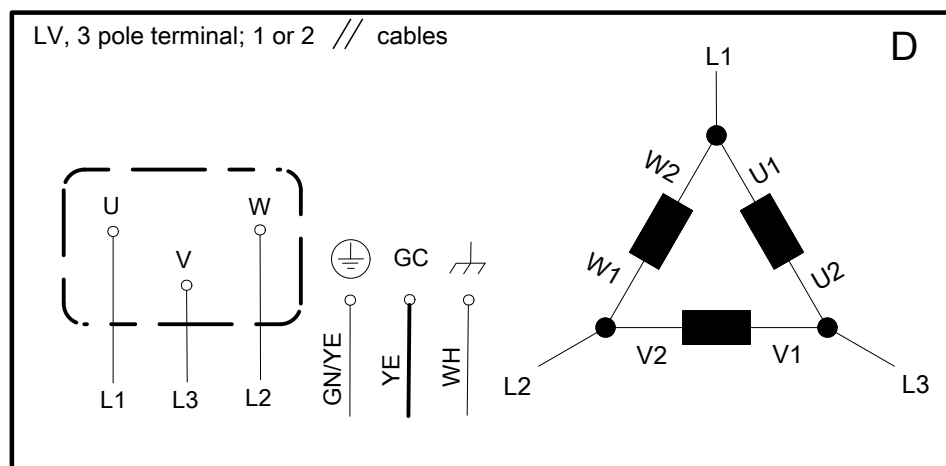 LV, 3 pole terminal; 1 or 2 // cables
D
L1
U
W
V
GC
GN/YE
YE
WH
L1
L3
L2
W2
U1
W1
U2
V2
V1
L2
L3